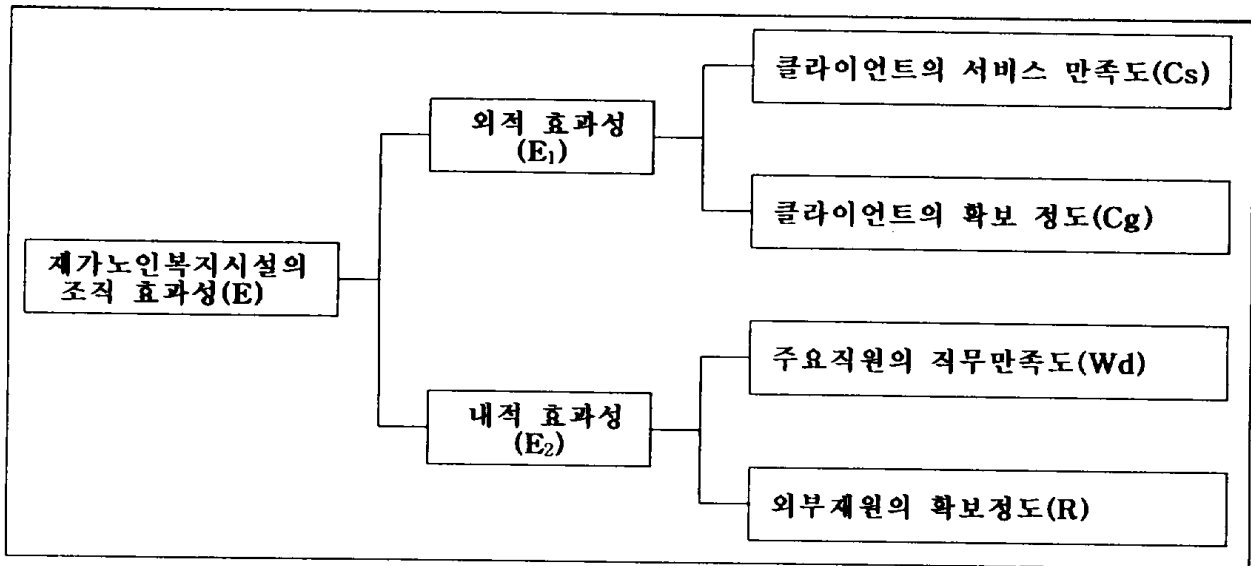 클라이언트의 서비스 만족도(Cs)
외적 효과성
(E₁)
클라이언트의 확보 정도(Cg)
재가노인복지시설의
조직 효과성(E)
주요직원의 직무만족도(Wd)
내적 효과성
(E₂)
외부재원의 확보정도(R)